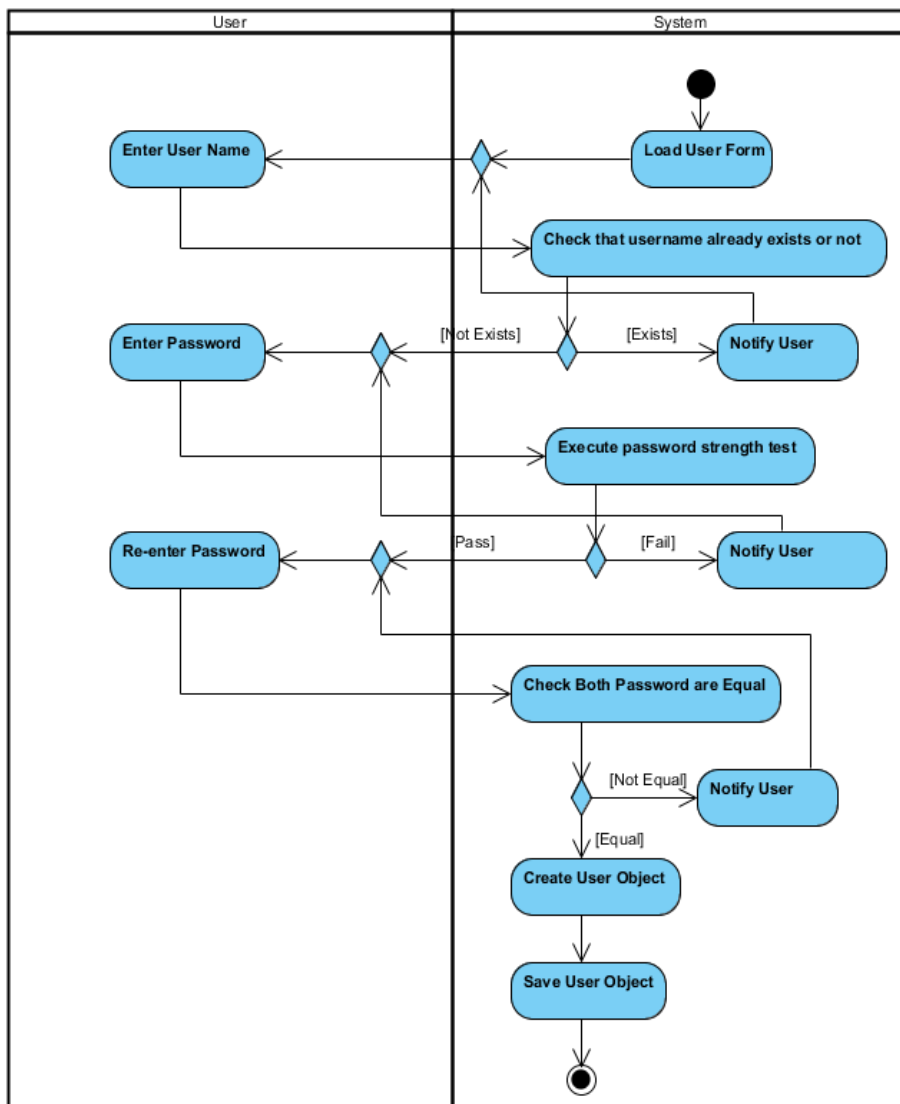 User
System
Enter User Name
Load User Form
Check that username already exists or not
Enter Password
[Not Exists]
[Exists]
Notify User
Execute password strength test
Re-enter Password
[Pass]
[Fail]
Notify User
Check Both Password are Equal
[Not Equal]
Notify User
[Equal]
Create User Object
Save User Object